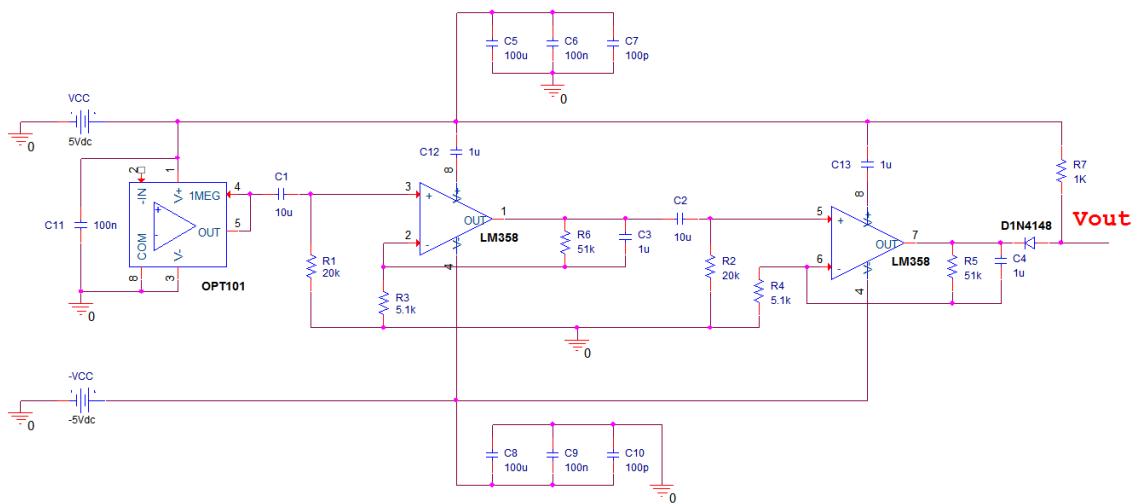 C5
100u
C6
100n
C7
100p
0
VCC
5Vdc
0
C12
1u
8
C13
1u
8
R7
1K
Vout
C11
100n
2
-IN
1
V+
1MEG
4
+
-
OUT
5
COM
V-
8
3
OPT101
0
C1
10u
R1
20k
3
+
2
-
V+
OUT
V-
1
4
LM358
R3
5.1k
R6
51k
C3
1u
C2
10u
R2
20k
5
+
6
-
V+
OUT
V-
7
4
LM358
R4
5.1k
R5
51k
C4
1u
D1N4148
0
-VCC
-5Vdc
0
C8
100u
C9
100n
C10
100p
0